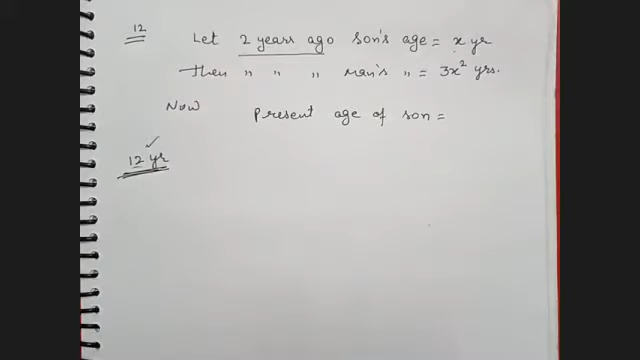 12
Let 2 years ago son's age = x yr
Then " " " Man's " = 3x² yrs.
Now Present age of son =
12 yr